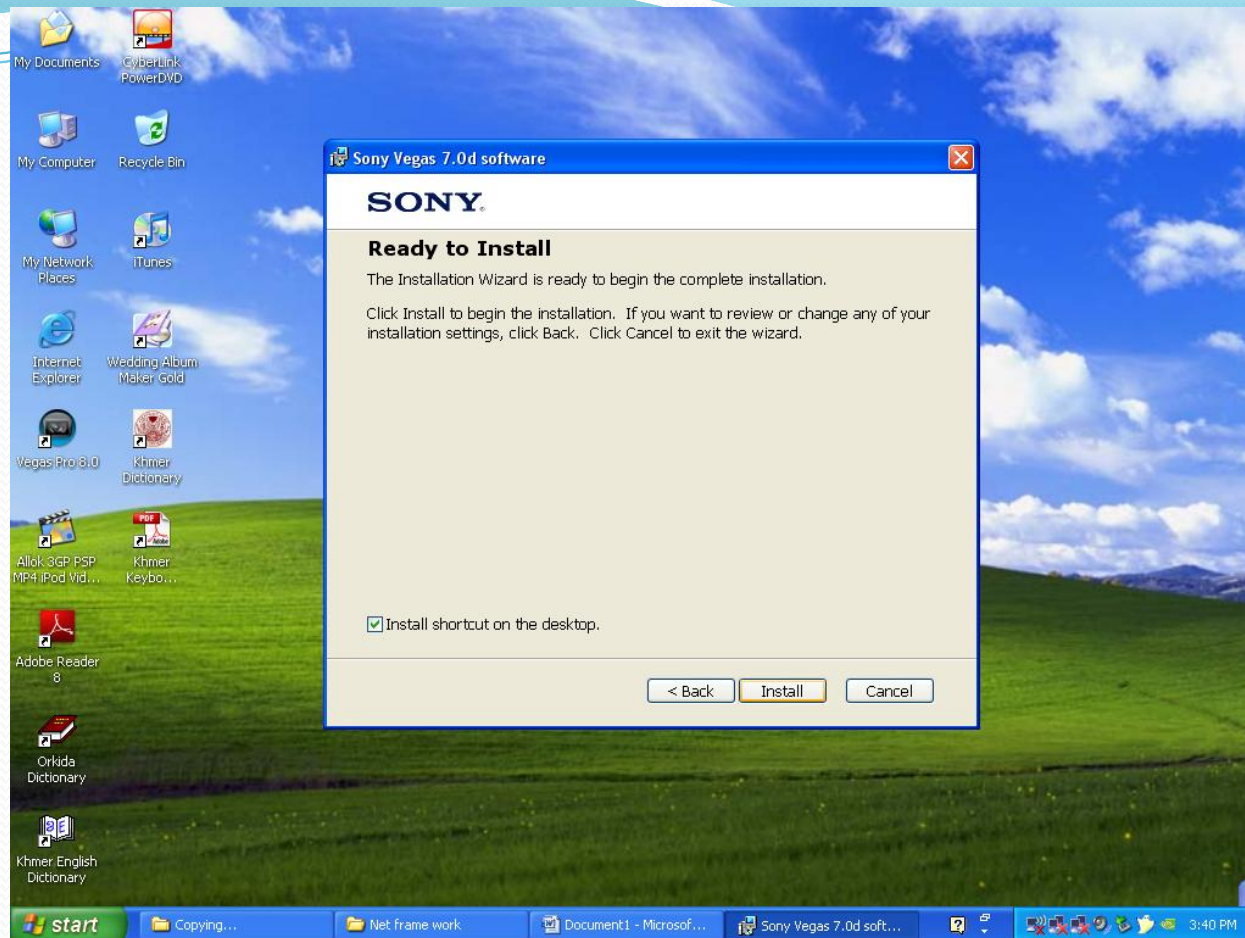 My Documents
CyberLink
PowerDVD
My Computer
Recycle Bin
My Network
Places
iTunes
Internet
Explorer
Wedding Album
Maker Gold
Vegas Pro 8.0
Khmer
Dictionary
Allok 3GP PSP
MP4 iPod Vid...
PDF
Adobe
Khmer
Keybo...
Adobe Reader
8
Orkida
Dictionary
Khmer English
Dictionary
Sony Vegas 7.0d software
SONY
Ready to Install
The Installation Wizard is ready to begin the complete installation.
Click Install to begin the installation. If you want to review or change any of your
installation settings, click Back. Click Cancel to exit the wizard.
Install shortcut on the desktop.
< Back
Install
Cancel
start
Copying...
Net frame work
Document1 - Microsof...
Sony Vegas 7.0d soft...
3:40 PM